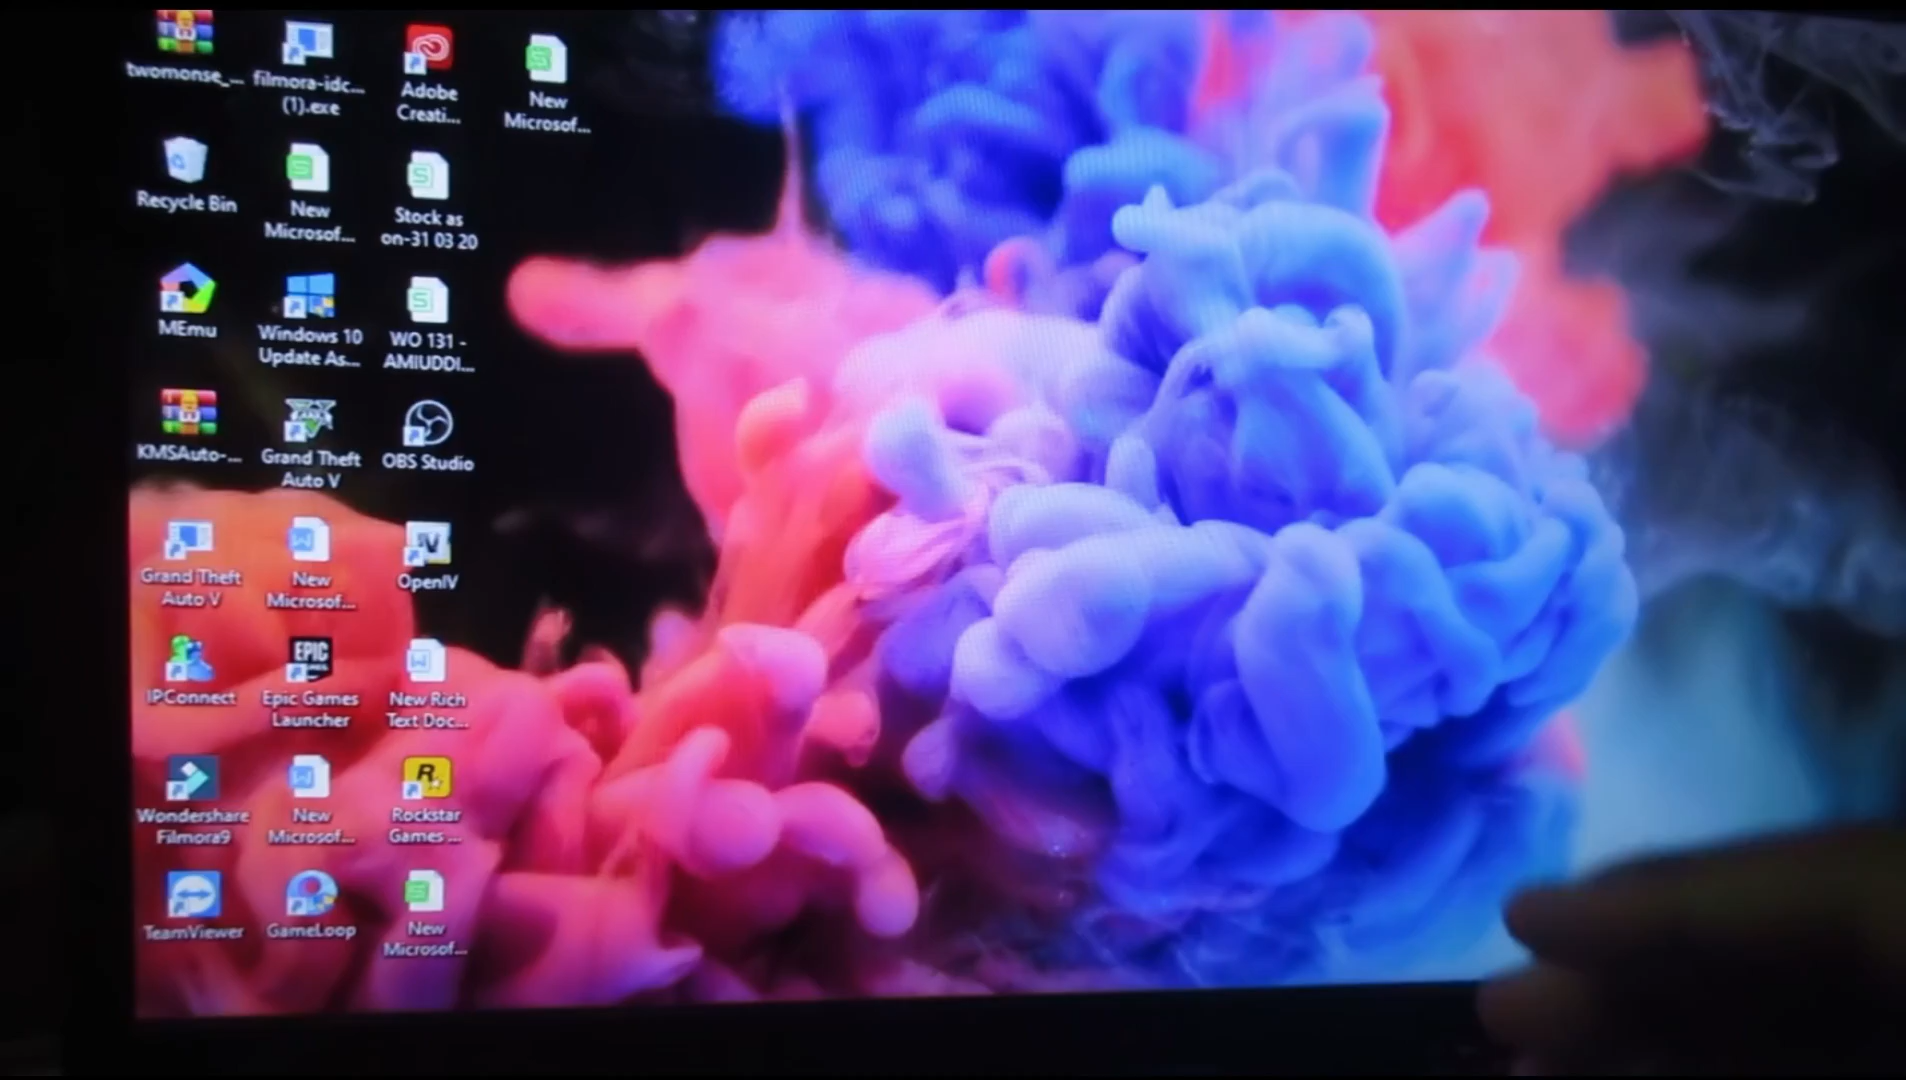 twomonse_...
filmora-idc...
(1).exe
Adobe
Creati...
New
Microsof...
Recycle Bin
New
Microsof...
Stock as
on-31 03 20
MEmu
Windows 10
Update As...
WO 131 -
AMIUDDI...
KMSAuto-...
Grand Theft
Auto V
OBS Studio
Grand Theft
Auto V
New
Microsof...
IV
OpenIV
IPConnect
EPIC
Epic Games
Launcher
New Rich
Text Doc...
Wondershare
Filmora9
New
Microsof...
R
Rockstar
Games ...
TeamViewer
GameLoop
New
Microsof...